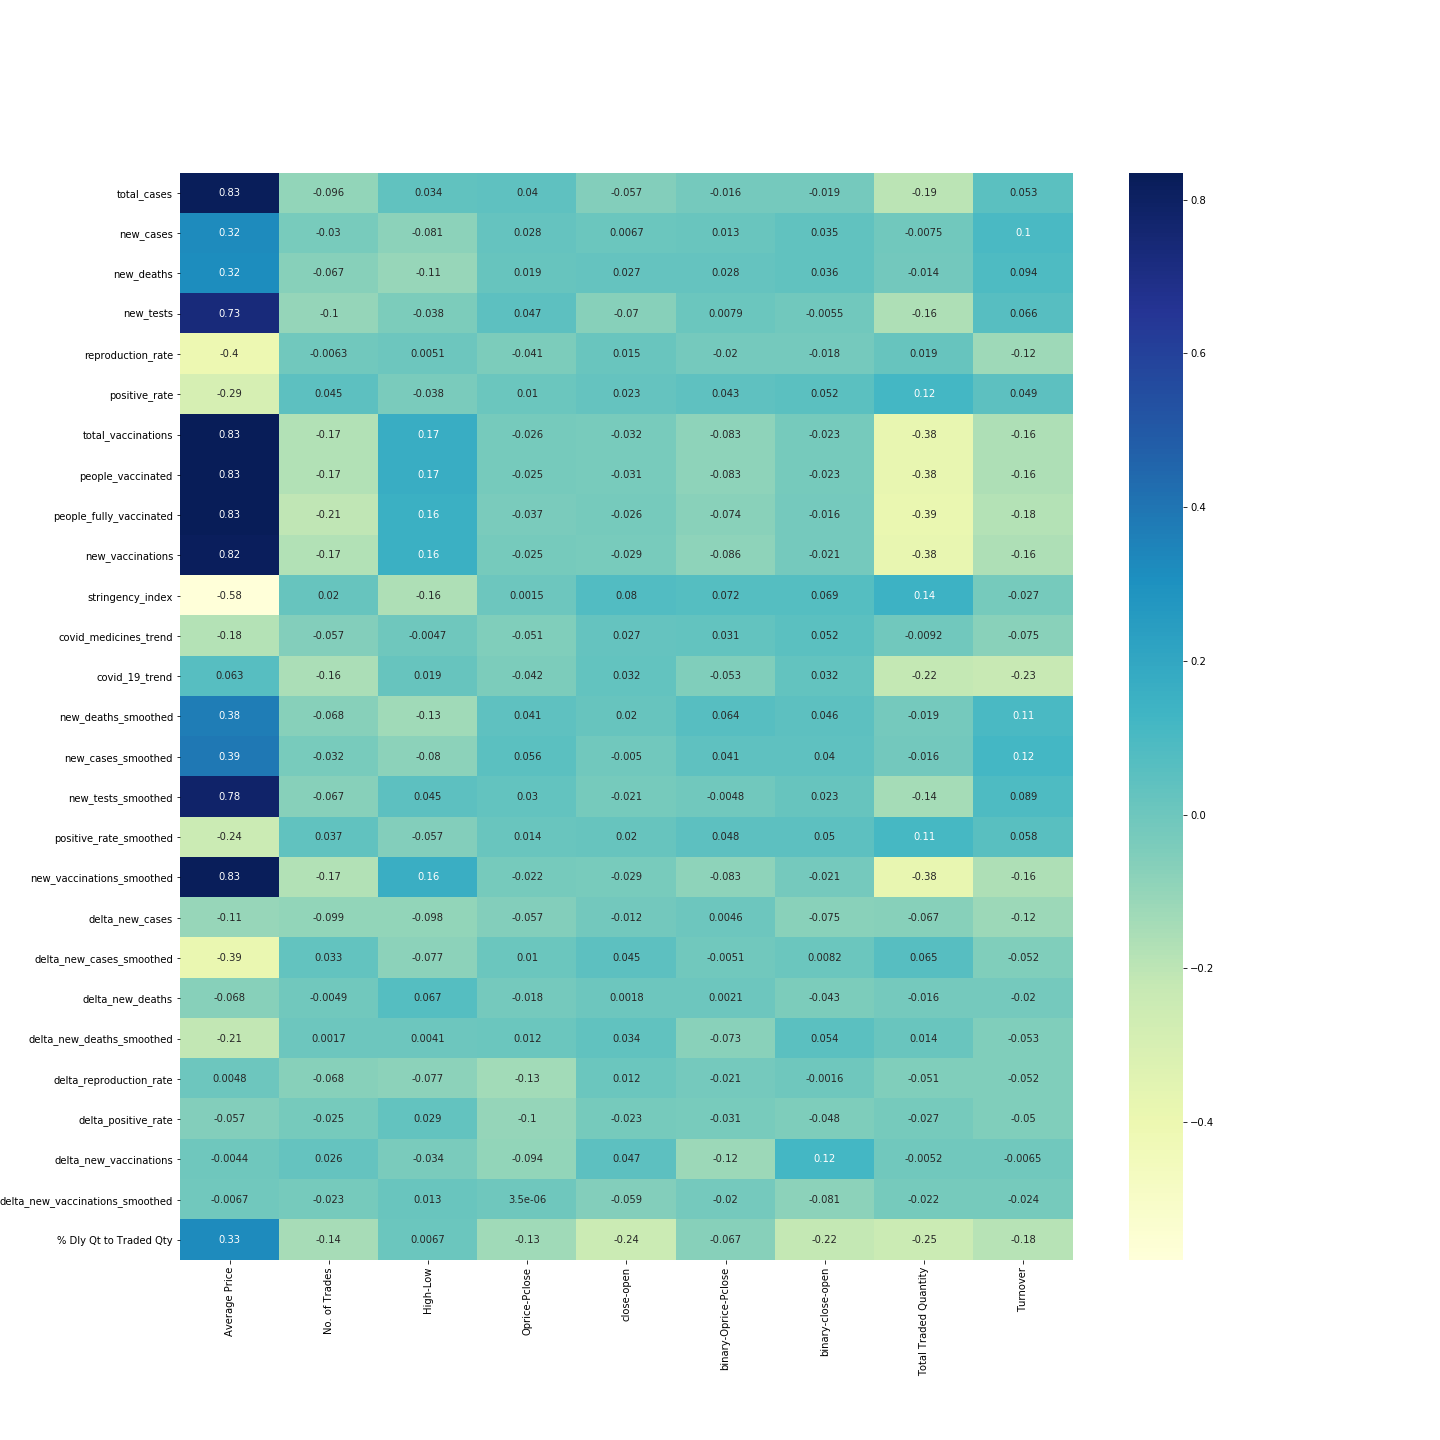 total_cases 0.83 -0.096 0.034 0.04 -0.057 -0.016 -0.019 -0.19 0.053
new_cases 0.32 -0.03 -0.081 0.028 0.0067 0.013 0.035 -0.0075 0.1
new_deaths 0.32 -0.067 -0.11 0.019 0.027 0.028 0.036 -0.014 0.094
new_tests 0.73 -0.1 -0.038 0.047 -0.07 0.0079 -0.0055 -0.16 0.066
reproduction_rate -0.4 -0.0063 0.0051 -0.041 0.015 -0.02 -0.018 0.019 -0.12
positive_rate -0.29 0.045 -0.038 0.01 0.023 0.043 0.052 0.12 0.049
total_vaccinations 0.83 -0.17 0.17 -0.026 -0.032 -0.083 -0.023 -0.38 -0.16
people_vaccinated 0.83 -0.17 0.17 -0.025 -0.031 -0.083 -0.023 -0.38 -0.16
people_fully_vaccinated 0.83 -0.21 0.16 -0.037 -0.026 -0.074 -0.016 -0.39 -0.18
new_vaccinations 0.82 -0.17 0.16 -0.025 -0.029 -0.086 -0.021 -0.38 -0.16
stringency_index -0.58 0.02 -0.16 0.0015 0.08 0.072 0.069 0.14 -0.027
covid_medicines_trend -0.18 -0.057 -0.0047 -0.051 0.027 0.031 0.052 -0.0092 -0.075
covid_19_trend 0.063 -0.16 0.019 -0.042 0.032 -0.053 0.032 -0.22 -0.23
new_deaths_smoothed 0.38 -0.068 -0.13 0.041 0.02 0.064 0.046 -0.019 0.11
new_cases_smoothed 0.39 -0.032 -0.08 0.056 -0.005 0.041 0.04 -0.016 0.12
new_tests_smoothed 0.78 -0.067 0.045 0.03 -0.021 -0.0048 0.023 -0.14 0.089
positive_rate_smoothed -0.24 0.037 -0.057 0.014 0.02 0.048 0.05 0.11 0.058
new_vaccinations_smoothed 0.83 -0.17 0.16 -0.022 -0.029 -0.083 -0.021 -0.38 -0.16
delta_new_cases -0.11 -0.099 -0.098 -0.057 -0.012 0.0046 -0.075 -0.067 -0.12
delta_new_cases_smoothed -0.39 0.033 -0.077 0.01 0.045 -0.0051 0.0082 0.065 -0.052
delta_new_deaths -0.068 -0.0049 0.067 -0.018 0.0018 0.0021 -0.043 -0.016 -0.02
delta_new_deaths_smoothed -0.21 0.0017 0.0041 0.012 0.034 -0.073 0.054 0.014 -0.053
delta_reproduction_rate 0.0048 -0.068 -0.077 -0.13 0.012 -0.021 -0.0016 -0.051 -0.052
delta_positive_rate -0.057 -0.025 0.029 -0.1 -0.023 -0.031 -0.048 -0.027 -0.05
delta_new_vaccinations -0.0044 0.026 -0.034 -0.094 0.047 -0.12 0.12 -0.0052 -0.0065
delta_new_vaccinations_smoothed -0.0067 -0.023 0.013 3.5e-06 -0.059 -0.02 -0.081 -0.022 -0.024
% Dly Qt to Traded Qty 0.33 -0.14 0.0067 -0.13 -0.24 -0.067 -0.22 -0.25 -0.18
Average Price
No. of Trades
High-Low
Oprice-Pclose
close-open
binary-Oprice-Pclose
binary-close-open
Total Traded Quantity
Turnover
0.8
0.6
0.4
0.2
0.0
−0.2
−0.4